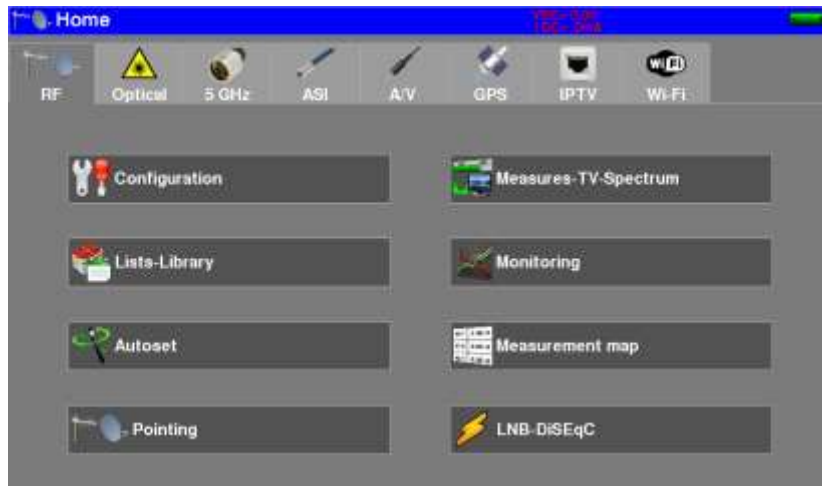 Home
RF Optical 5 GHz ASI A/V GPS IPTV Wi-Fi
Configuration
Measures-TV-Spectrum
Lists-Library
Monitoring
Autoset
Measurement map
Pointing
LNB-DiSEqC